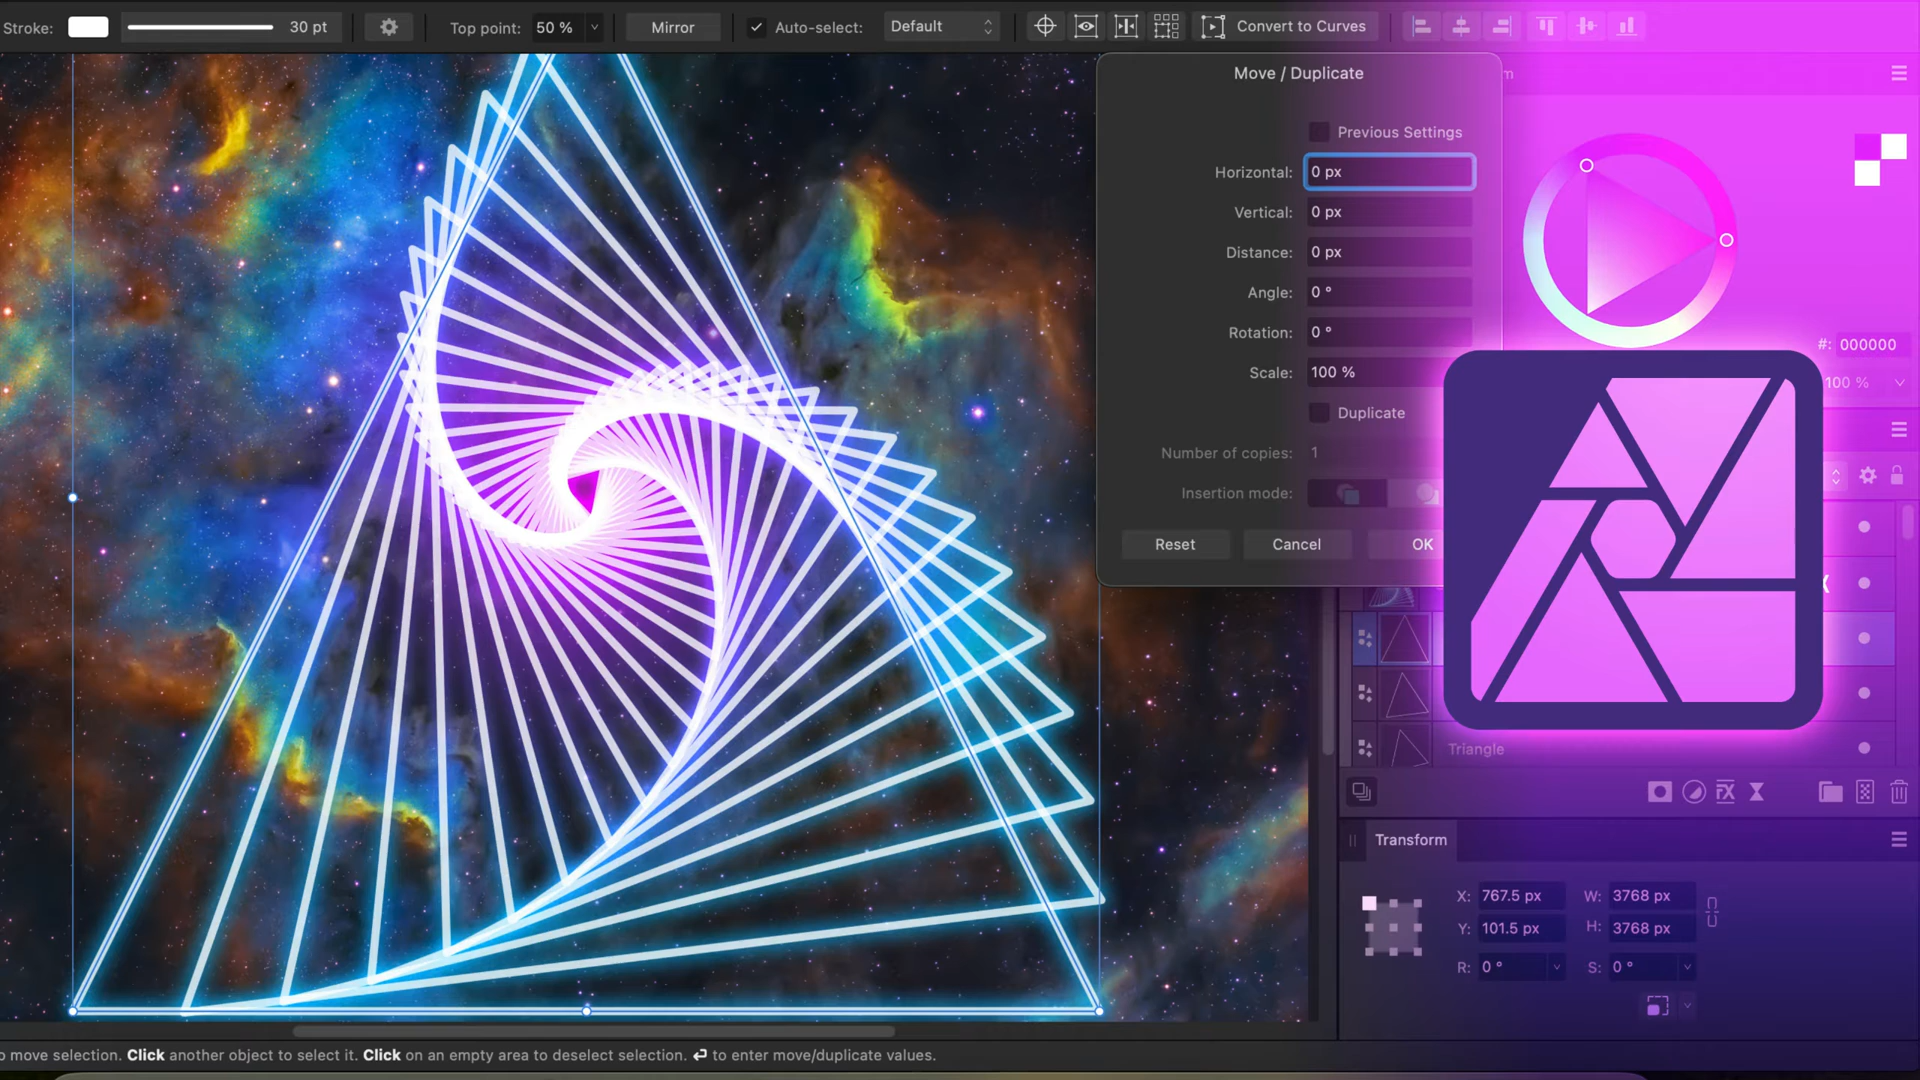 Stroke: 30 pt Top point: 50 % Mirror Auto-select: Default Convert to Curves
Move / Duplicate
Previous Settings
Horizontal: 0 px
Vertical: 0 px
Distance: 0 px
Angle: 0 °
Rotation: 0 °
Scale: 100 %
Duplicate
Number of copies: 1
Insertion mode:
Reset Cancel OK
#: 000000
100 %
Triangle
FX
Transform
X: 767.5 px W: 3768 px
Y: 101.5 px H: 3768 px
R: 0 ° S: 0 °
to move selection. Click another object to select it. Click on an empty area to deselect selection. ↵ to enter move/duplicate values.